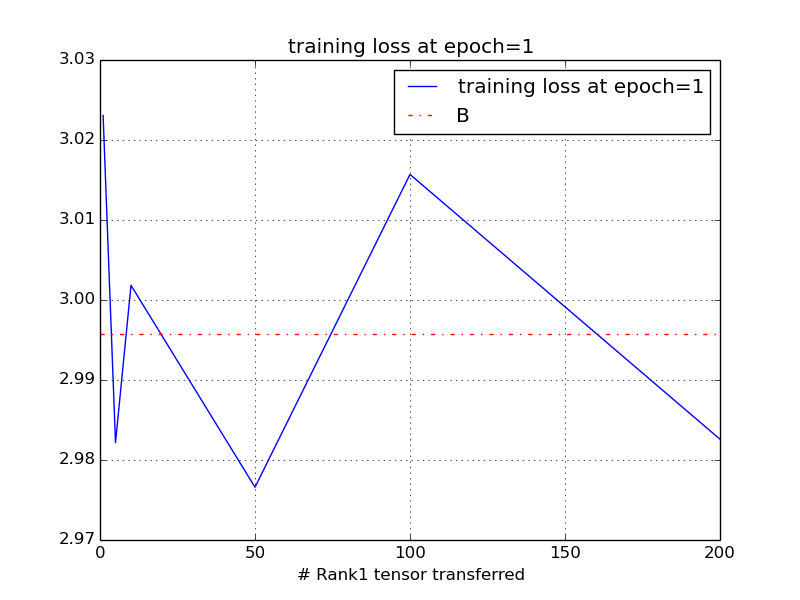 training loss at epoch=1
training loss at epoch=1
B
3.03
3.02
3.01
3.00
2.99
2.98
2.97
0 50 100 150 200
# Rank1 tensor transferred